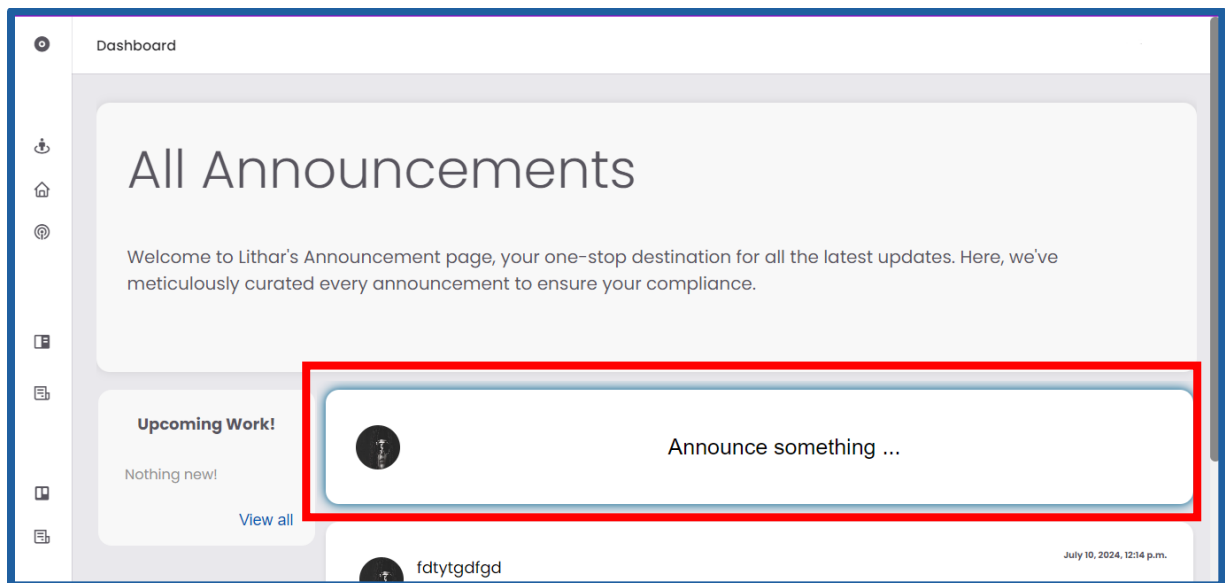 Dashboard
All Announcements
Welcome to Lithar's Announcement page, your one-stop destination for all the latest updates. Here, we've
meticulously curated every announcement to ensure your compliance.
Upcoming Work!
Nothing new!
View all
Announce something ...
fdtytgdfgd
July 10, 2024, 12:14 p.m.